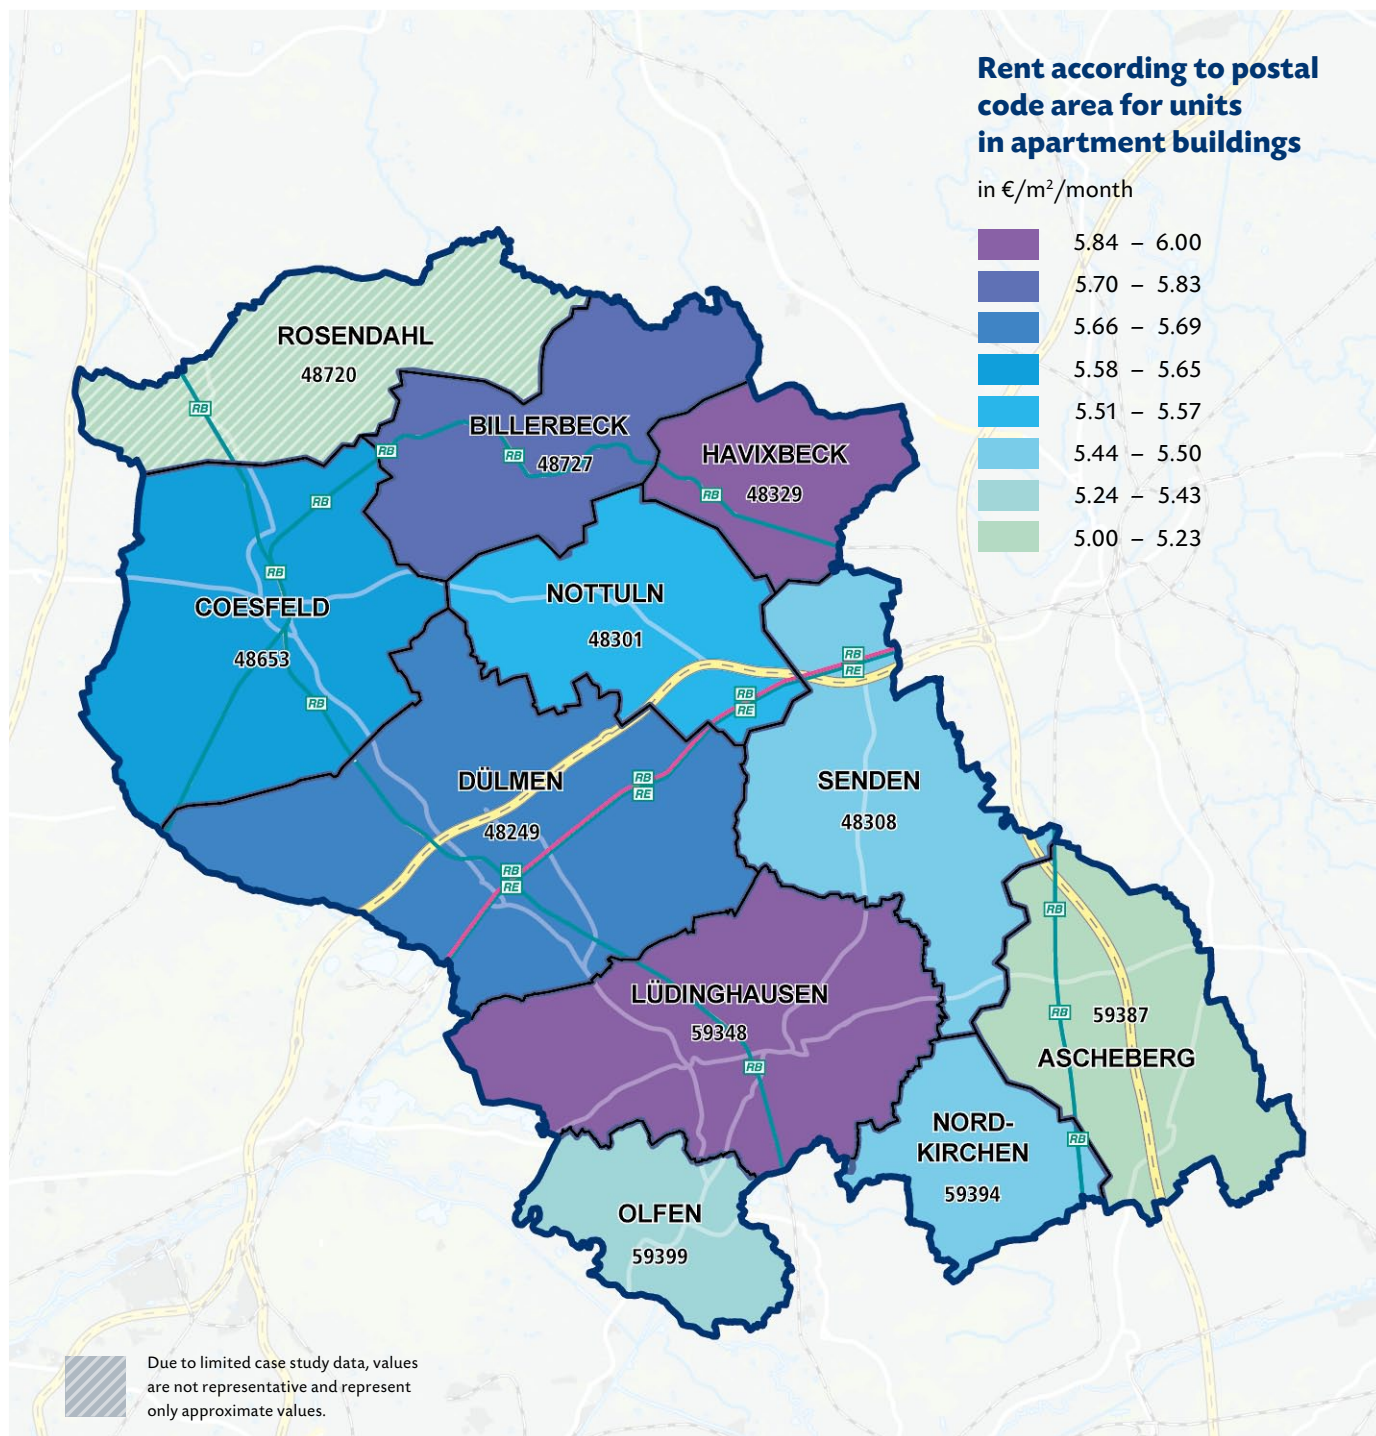 Rent according to postal
code area for units
in apartment buildings
in €/m²/month
5.84 – 6.00
5.70 – 5.83
5.66 – 5.69
5.58 – 5.65
5.51 – 5.57
5.44 – 5.50
5.24 – 5.43
5.00 – 5.23
ROSENDAHL
48720
RB
BILLERBECK
RB
RB
48727
HAVIXBECK
48329
RB
RB
RB
COESFELD
48653
RB
NOTTULN
48301
RB
RE
RB
RE
DÜLMEN
48249
RB
RE
RB
RE
SENDEN
48308
LÜDINGHAUSEN
59348
RB
RB
RB
59387
ASCHEBERG
RB
NORD-
KIRCHEN
59394
OLFEN
59399
Due to limited case study data, values
are not representative and represent
only approximate values.